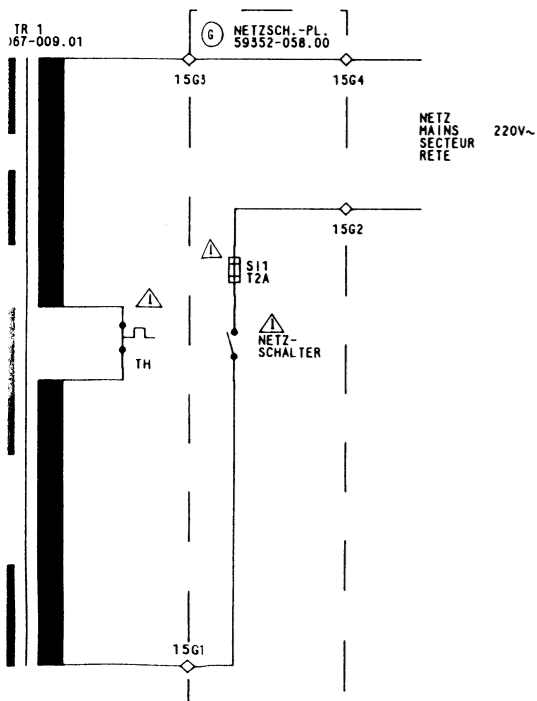 TR 1
067-009.01
G
NETZSCH.-PL.
59352-058.00
15G3
15G4
NETZ
MAINS 220V~
SECTEUR
RETE
15G2
SI1
T2A
NETZ-
SCHALTER
TH
15G1